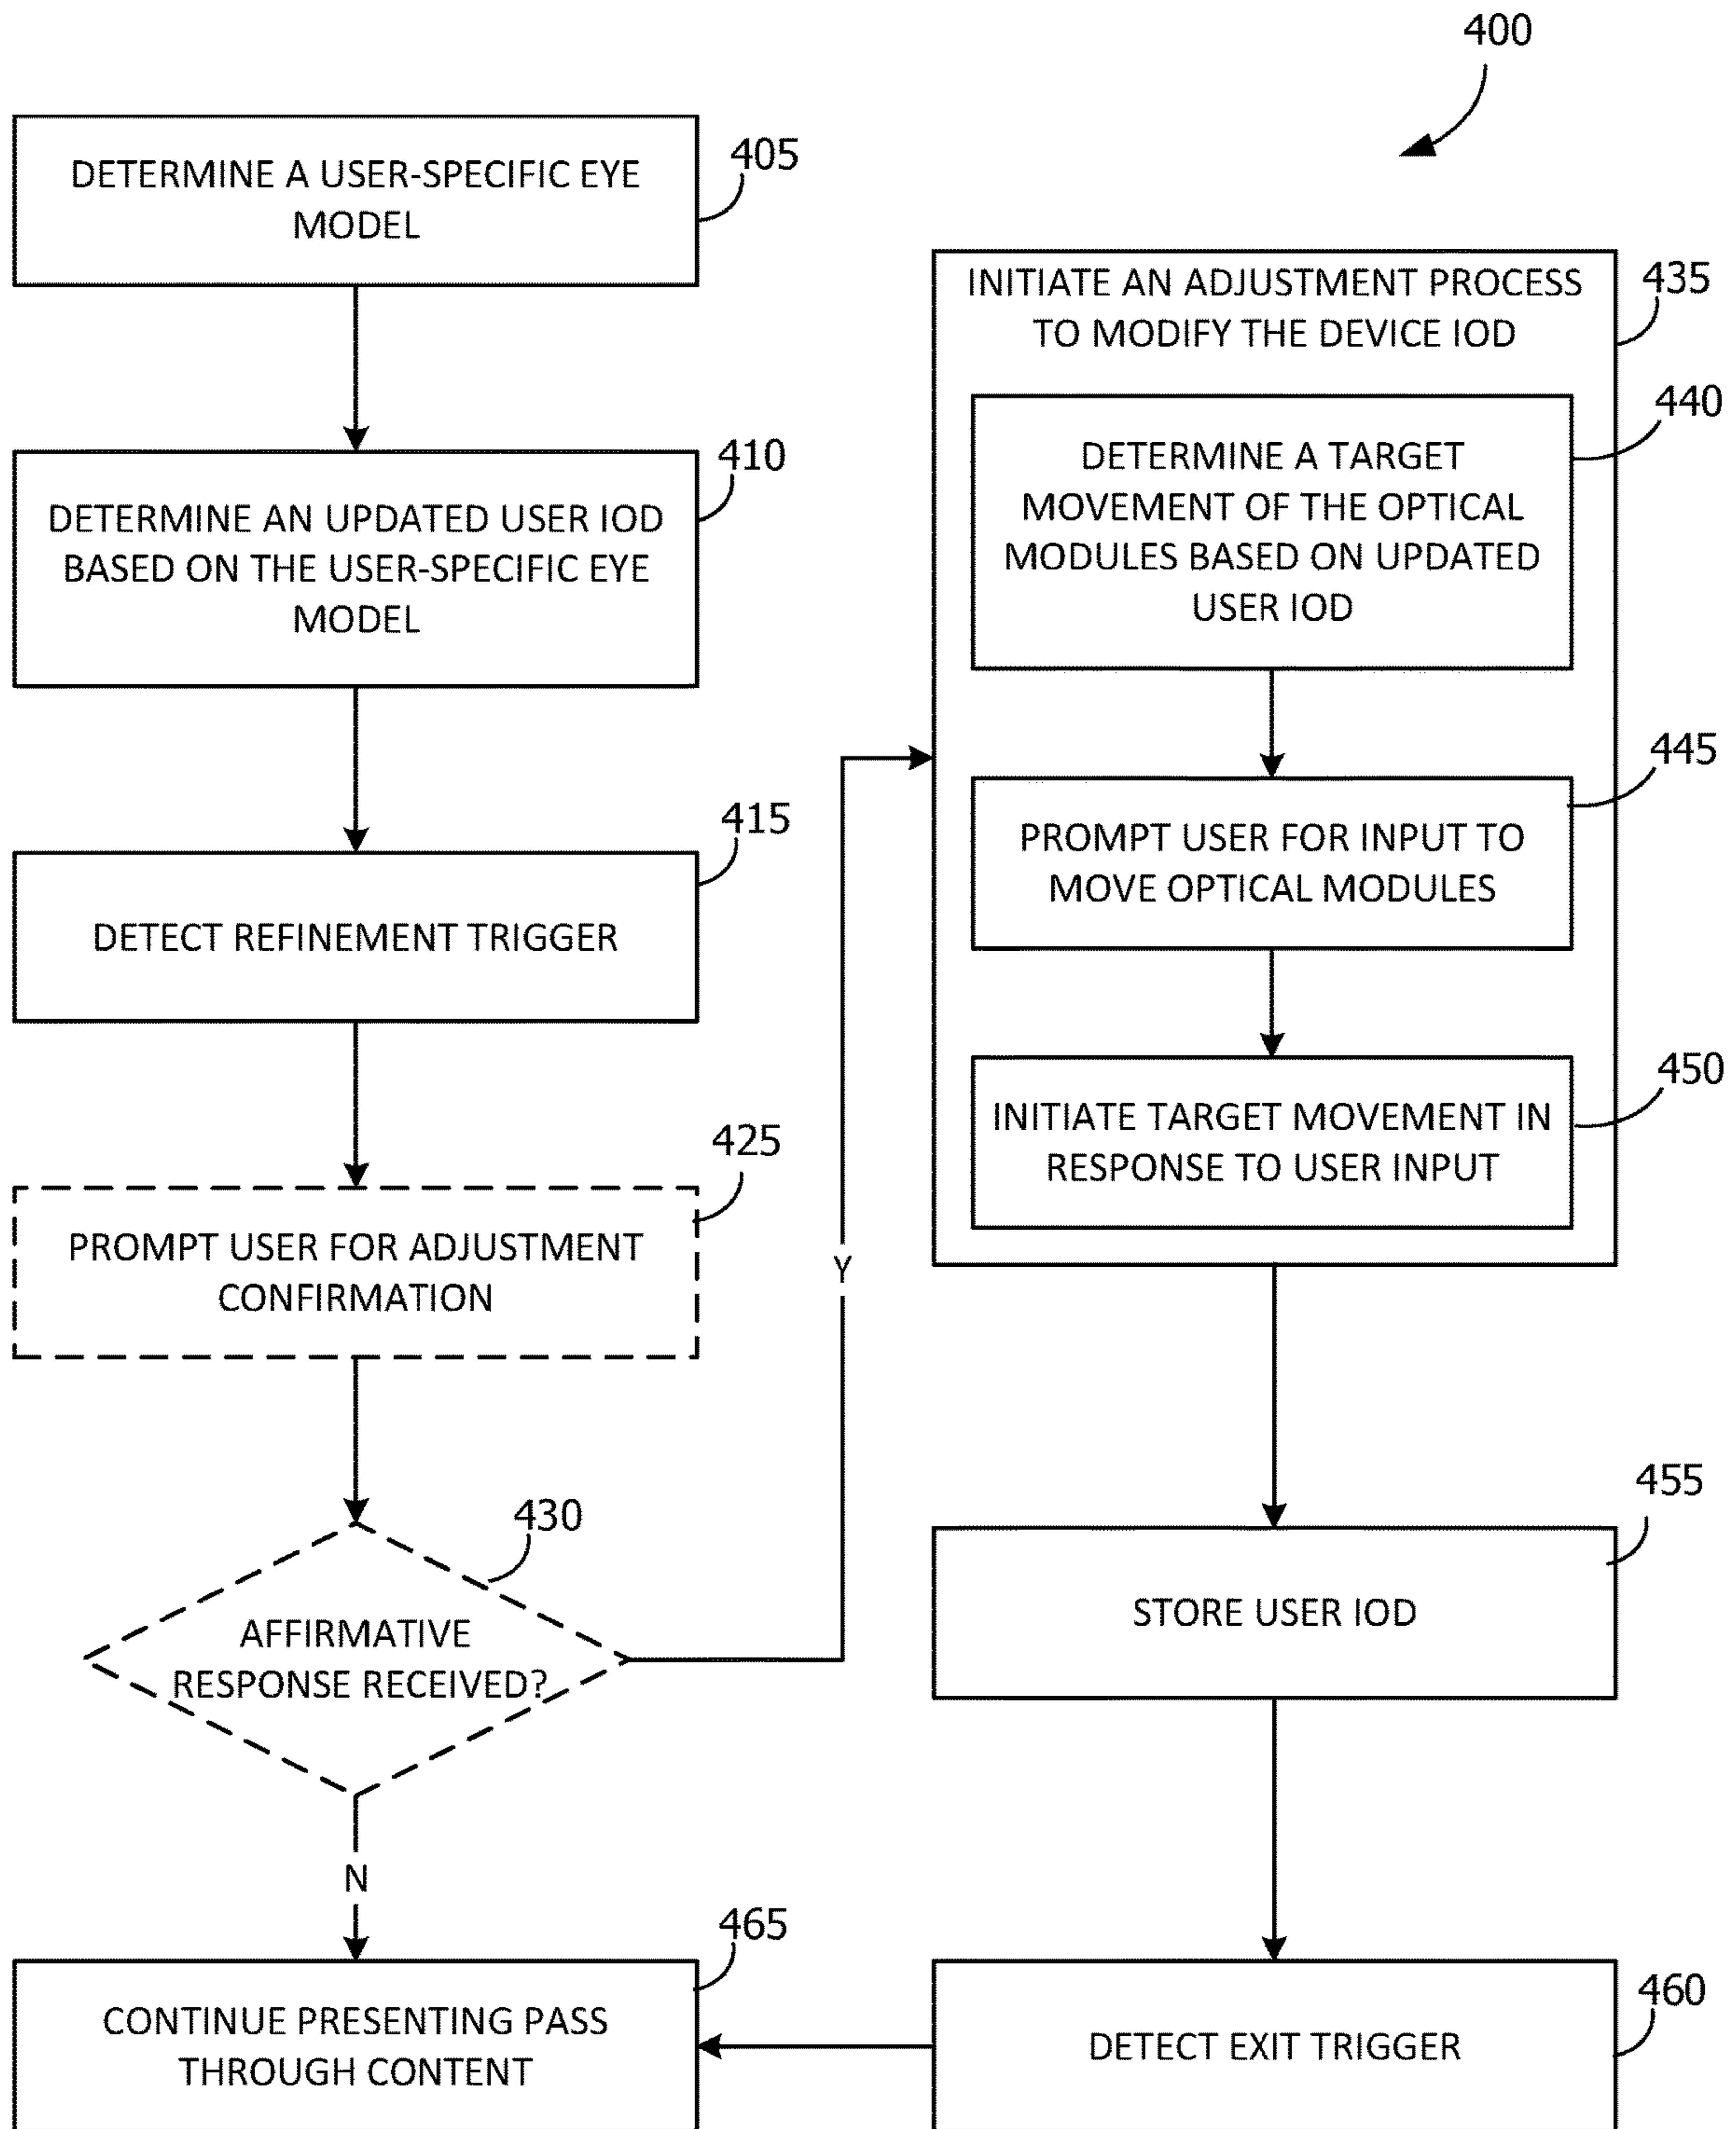 400
DETERMINE A USER-SPECIFIC EYE
MODEL
405
DETERMINE AN UPDATED USER IOD
BASED ON THE USER-SPECIFIC EYE
MODEL
410
DETECT REFINEMENT TRIGGER
415
PROMPT USER FOR ADJUSTMENT
CONFIRMATION
425
AFFIRMATIVE
RESPONSE RECEIVED?
430
Y
N
INITIATE AN ADJUSTMENT PROCESS
TO MODIFY THE DEVICE IOD
435
DETERMINE A TARGET
MOVEMENT OF THE OPTICAL
MODULES BASED ON UPDATED
USER IOD
440
PROMPT USER FOR INPUT TO
MOVE OPTICAL MODULES
445
INITIATE TARGET MOVEMENT IN
RESPONSE TO USER INPUT
450
STORE USER IOD
455
DETECT EXIT TRIGGER
460
CONTINUE PRESENTING PASS
THROUGH CONTENT
465